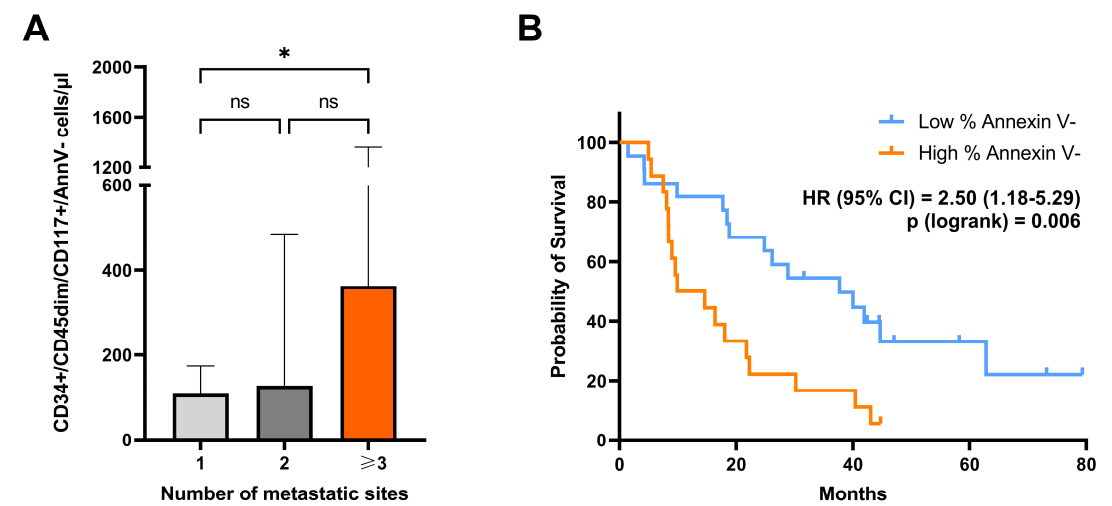 A
CD34+/CD45dim/CD117+/AnnV- cells/µl
2000
1600
1200
600
400
200
0
*
ns
ns
1
2
⩾3
Number of metastatic sites
B
Probability of Survival
100
80
60
40
20
0
Low % Annexin V-
High % Annexin V-
HR (95% CI) = 2.50 (1.18-5.29)
p (logrank) = 0.006
0
20
40
60
80
Months